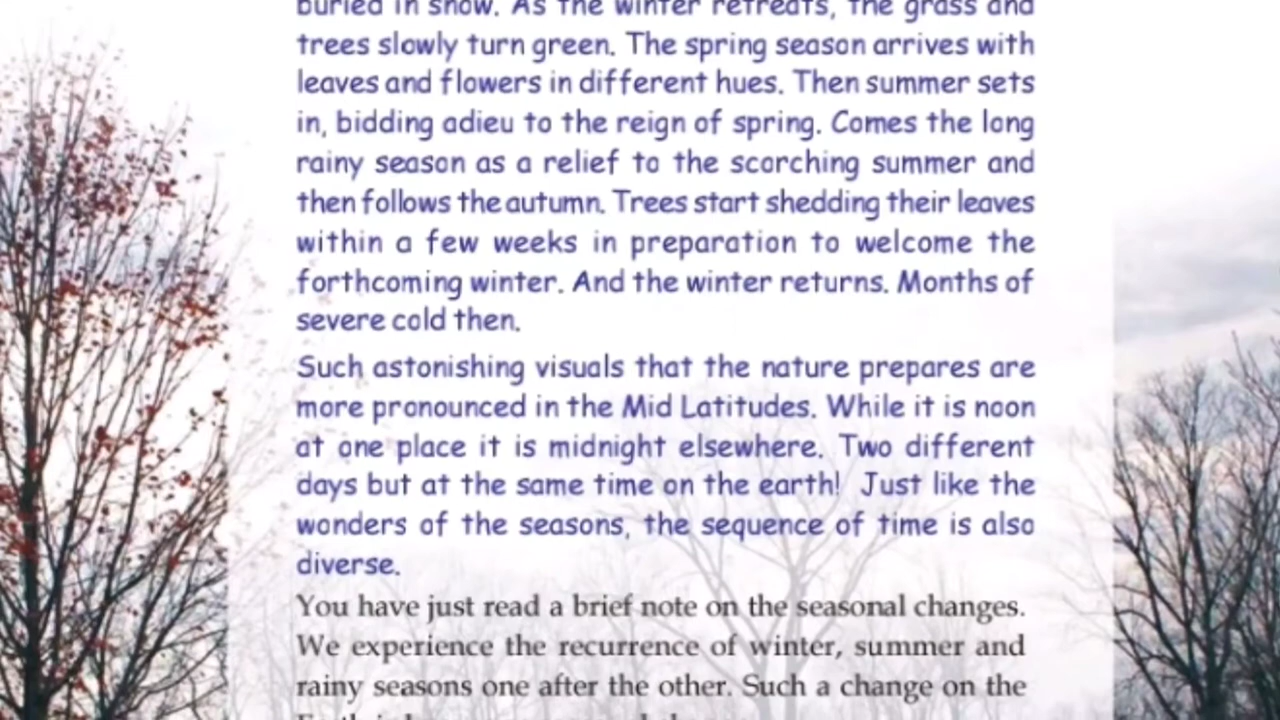 buried in snow. As the winter retreats, the grass and
trees slowly turn green. The spring season arrives with
leaves and flowers in different hues. Then summer sets
in, bidding adieu to the reign of spring. Comes the long
rainy season as a relief to the scorching summer and
then follows the autumn. Trees start shedding their leaves
within a few weeks in preparation to welcome the
forthcoming winter. And the winter returns. Months of
severe cold then.
Such astonishing visuals that the nature prepares are
more pronounced in the Mid Latitudes. While it is noon
at one place it is midnight elsewhere. Two different
days but at the same time on the earth! Just like the
wonders of the seasons, the sequence of time is also
diverse.
You have just read a brief note on the seasonal changes.
We experience the recurrence of winter, summer and
rainy seasons one after the other. Such a change on the